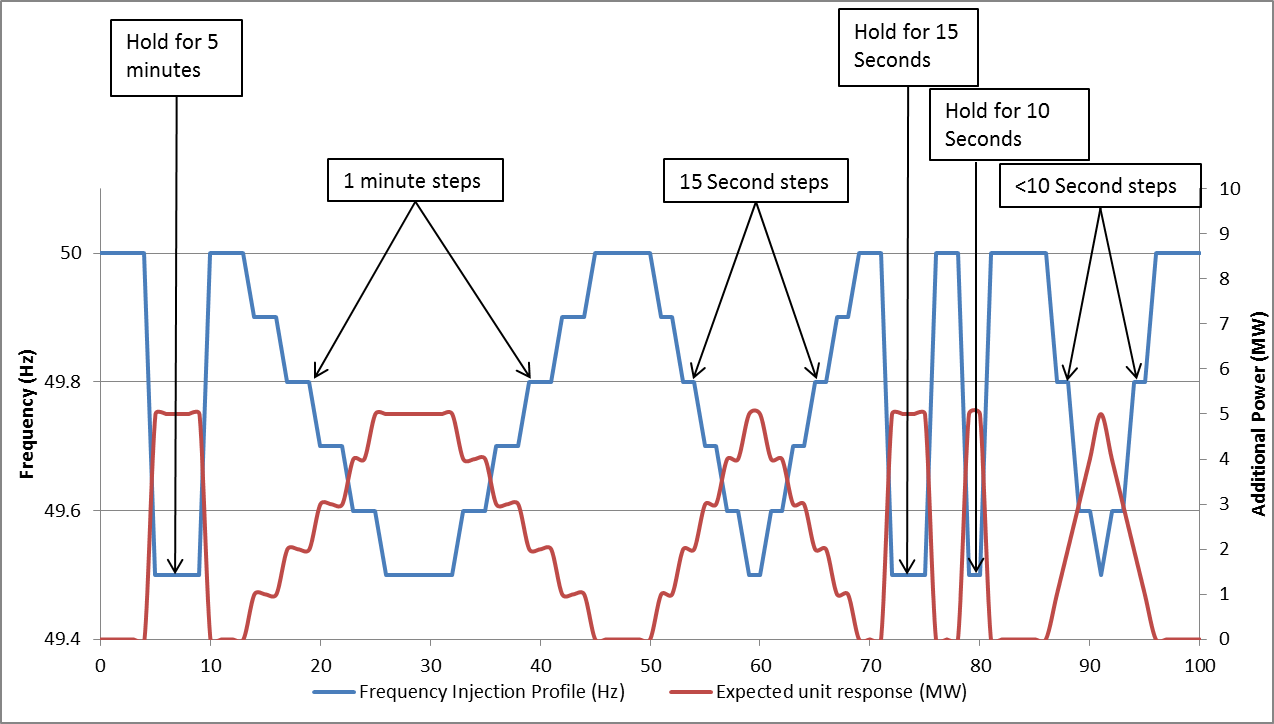 Hold for 5
minutes
Hold for 15
Seconds
Hold for 10
Seconds
1 minute steps
15 Second steps
<10 Second steps
Frequency (Hz)
50
49.8
49.6
49.4
10
9
8
7
6
5
4
3
2
1
0
Additional Power (MW)
0 10 20 30 40 50 60 70 80 90 100
Frequency Injection Profile (Hz) Expected unit response (MW)